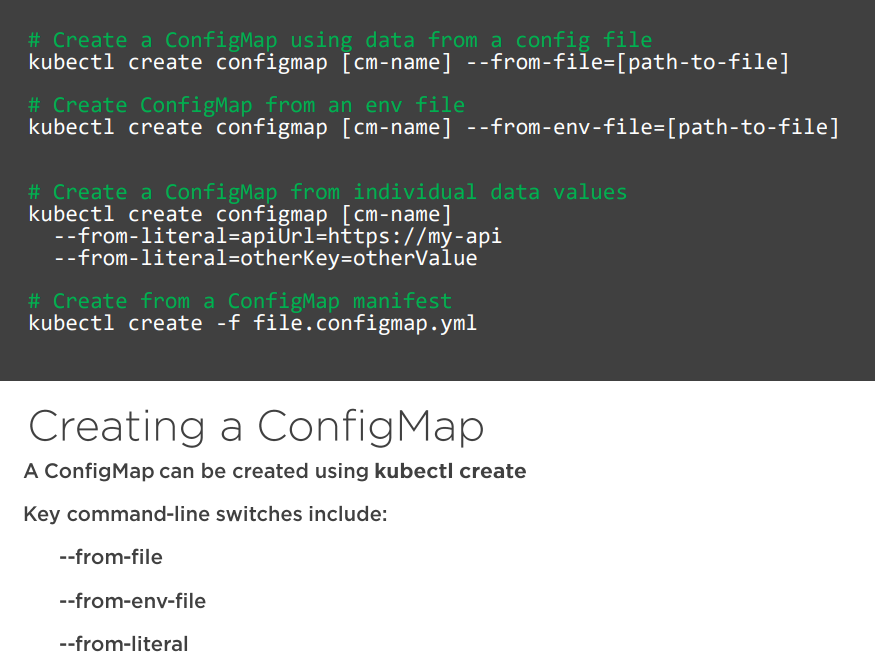 # Create a ConfigMap using data from a config file
kubectl create configmap [cm-name] --from-file=[path-to-file]
# Create ConfigMap from an env file
kubectl create configmap [cm-name] --from-env-file=[path-to-file]
# Create a ConfigMap from individual data values
kubectl create configmap [cm-name]
--from-literal=apiUrl=https://my-api
--from-literal=otherKey=otherValue
# Create from a ConfigMap manifest
kubectl create -f file.configmap.yml
Creating a ConfigMap
A ConfigMap can be created using kubectl create
Key command-line switches include:
--from-file
--from-env-file
--from-literal